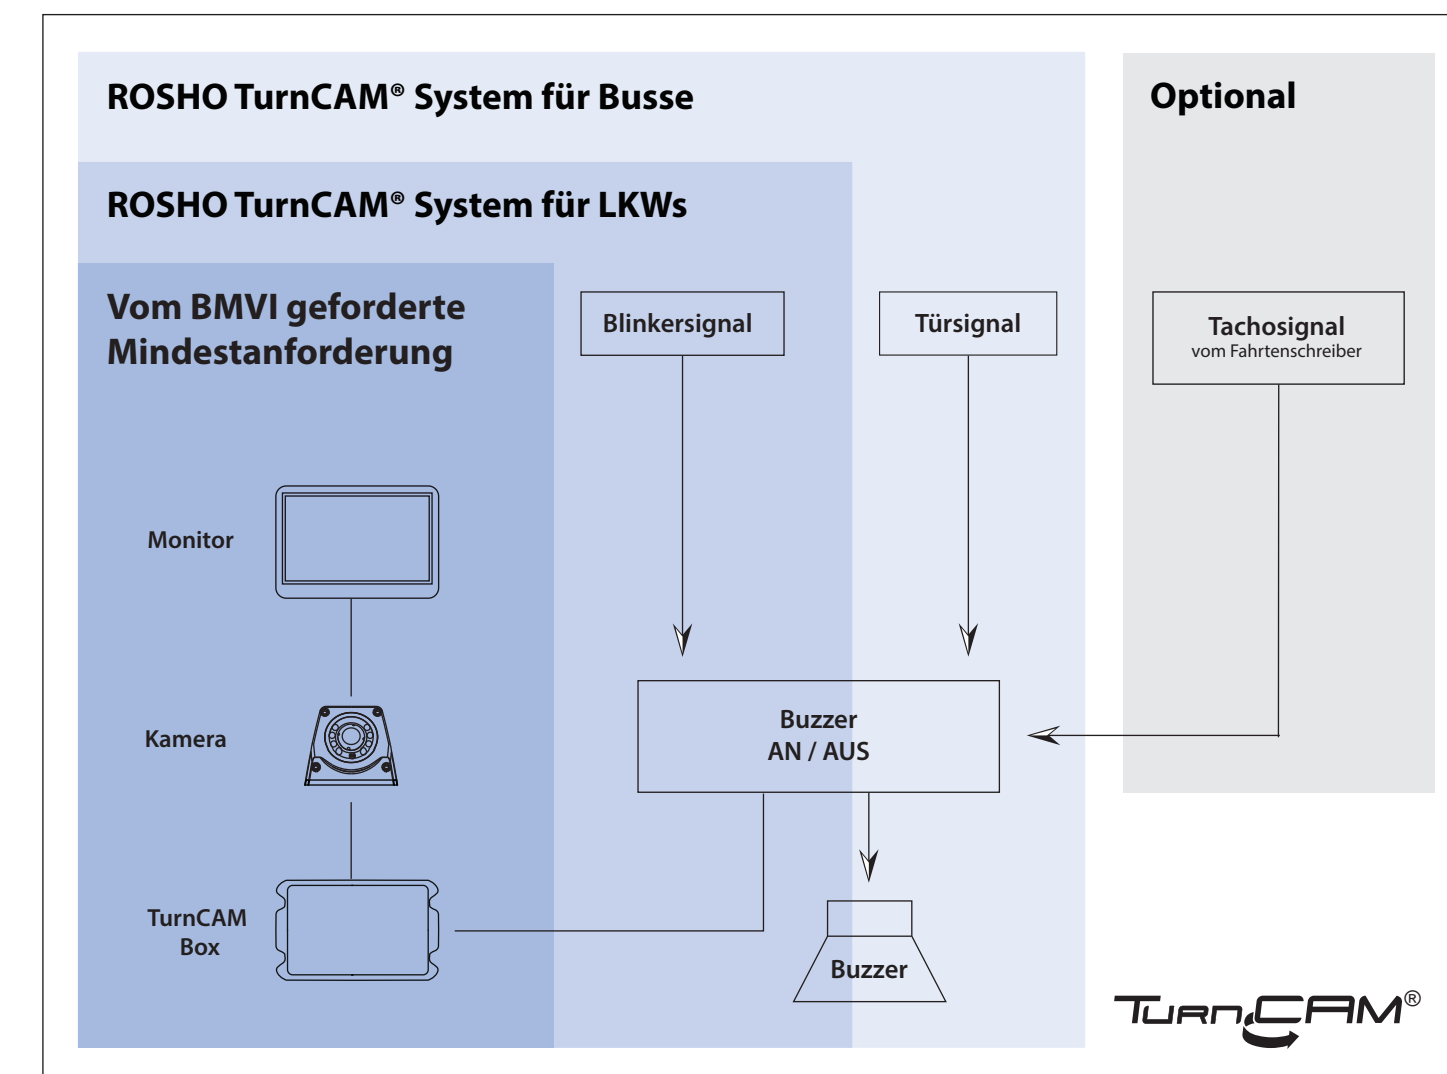 ROSHO TurnCAM® System für Busse
Optional
ROSHO TurnCAM® System für LKWs
Vom BMVI geforderte
Mindestanforderung
Blinkersignal
Türsignal
Tachosignal
vom Fahrtenschreiber
Monitor
Kamera
Buzzer
AN / AUS
TurnCAM
Box
Buzzer
TurnCAM®